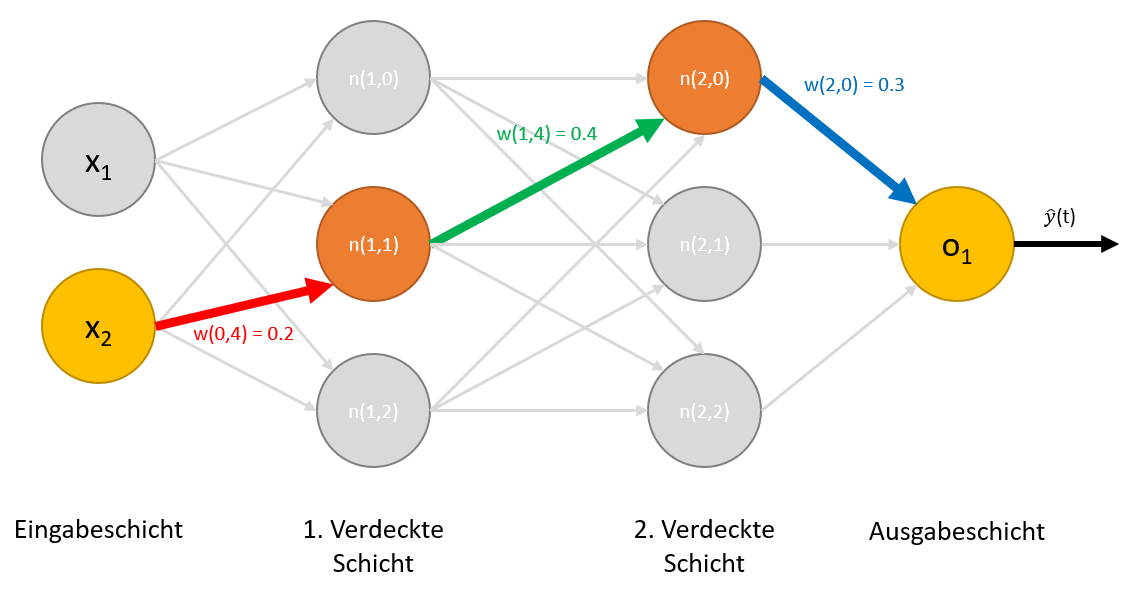 n(1,0)
n(2,0)
w(2,0) = 0.3
w(1,4) = 0.4
x1
n(1,1)
n(2,1)
o1
ŷ(t)
x2
w(0,4) = 0.2
n(1,2)
n(2,2)
Eingabeschicht
1. Verdeckte
Schicht
2. Verdeckte
Schicht
Ausgabeschicht